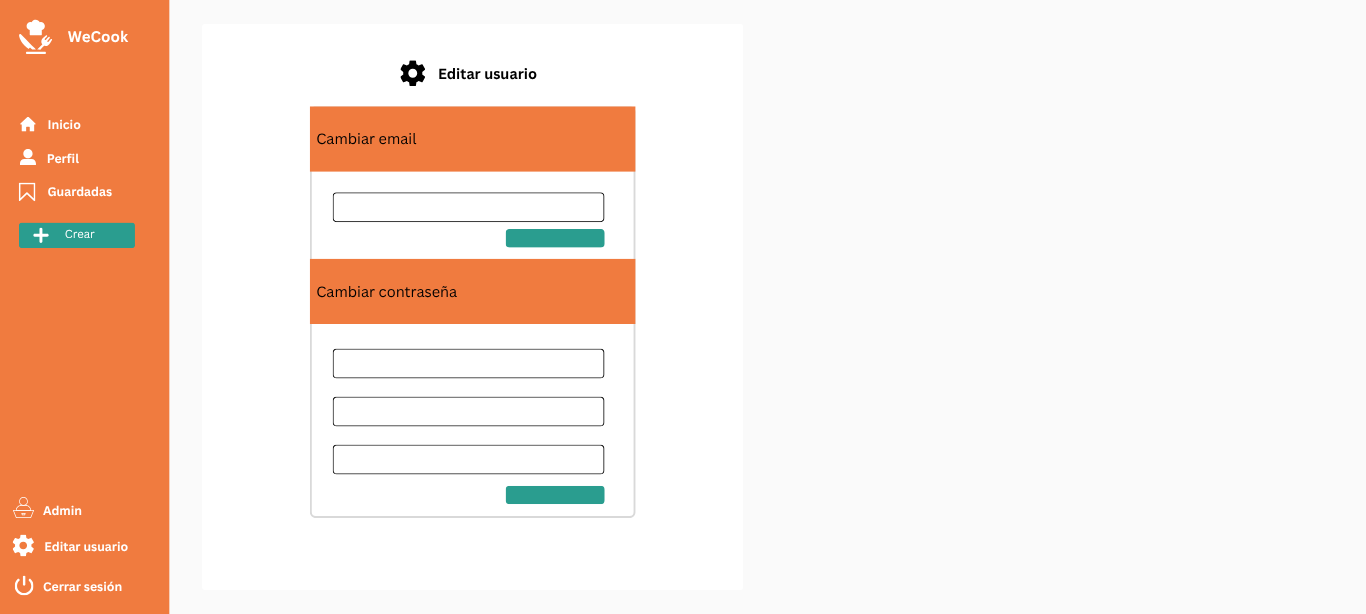 WeCook
Inicio
Perfil
Guardadas
Crear
Admin
Editar usuario
Cerrar sesión
Editar usuario
Cambiar email
Cambiar contraseña